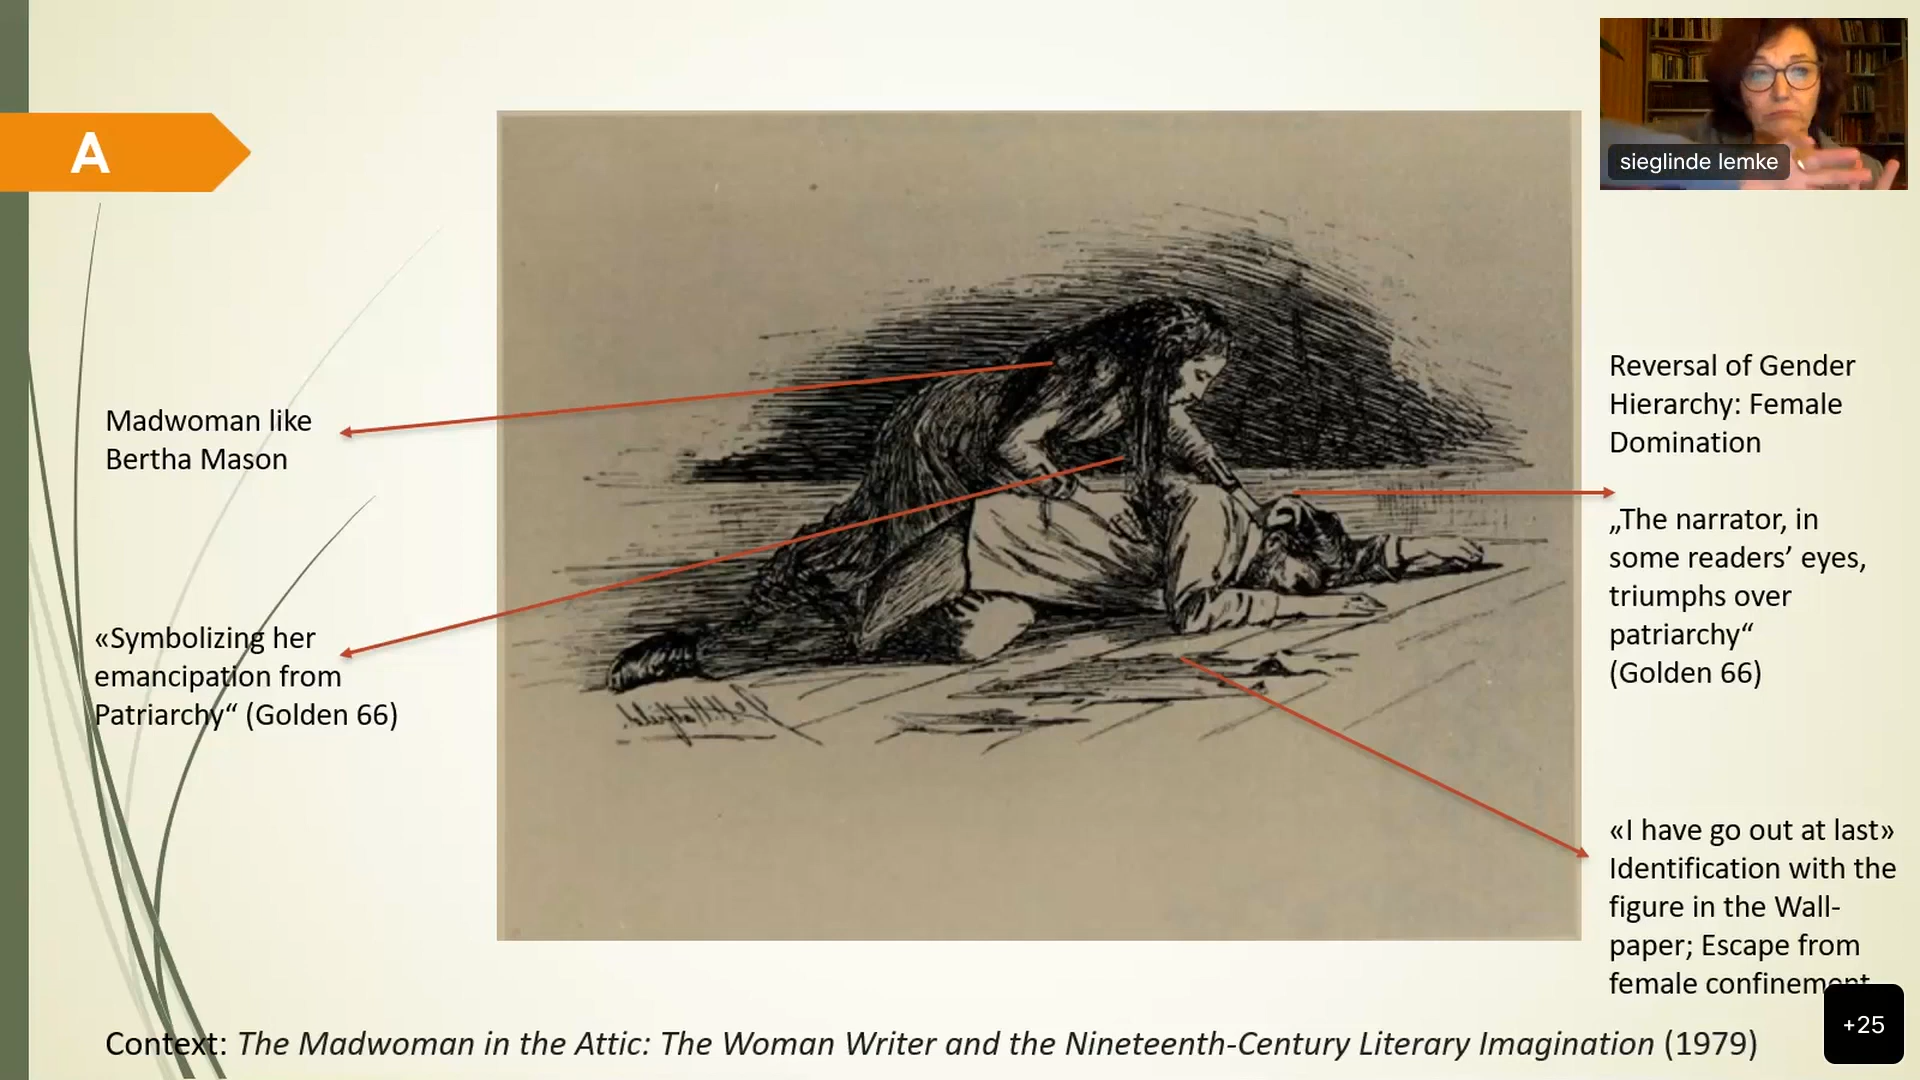 A
sieglinde lemke
Madwoman like
Bertha Mason
«Symbolizing her
emancipation from
Patriarchy“ (Golden 66)
Reversal of Gender
Hierarchy: Female
Domination
„The narrator, in
some readers’ eyes,
triumphs over
patriarchy“
(Golden 66)
«I have go out at last»
Identification with the
figure in the Wall-
paper; Escape from
female confinement
Context: The Madwoman in the Attic: The Woman Writer and the Nineteenth-Century Literary Imagination (1979)
+25